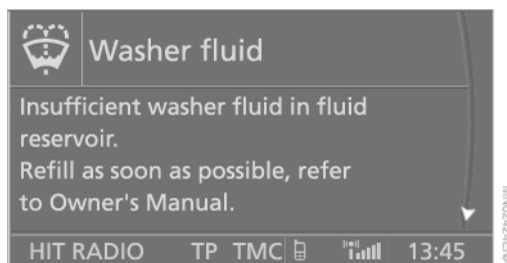 Washer fluid
Insufficient washer fluid in fluid
reservoir.
Refill as soon as possible, refer
to Owner's Manual.
HIT RADIO TP TMC 13:45